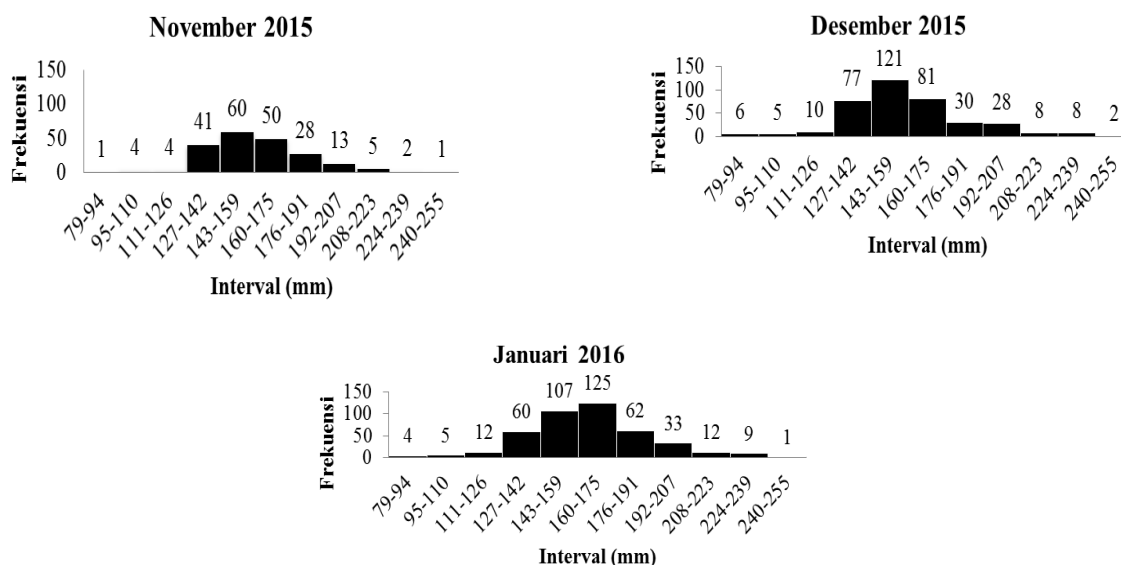 November 2015
Frekuensi
150
100
50
0
1 4 4 41 60 50 28 13 5 2 1
79-94 95-110 111-126 127-142 143-159 160-175 176-191 192-207 208-223 224-239 240-255
Interval (mm)
Desember 2015
Frekuensi
150
100
50
0
6 5 10 77 121 81 30 28 8 8 2
79-94 95-110 111-126 127-142 143-159 160-175 176-191 192-207 208-223 224-239 240-255
Interval (mm)
Januari 2016
Frekuensi
150
100
50
0
4 5 12 60 107 125 62 33 12 9 1
79-94 95-110 111-126 127-142 143-159 160-175 176-191 192-207 208-223 224-239 240-255
Interval (mm)